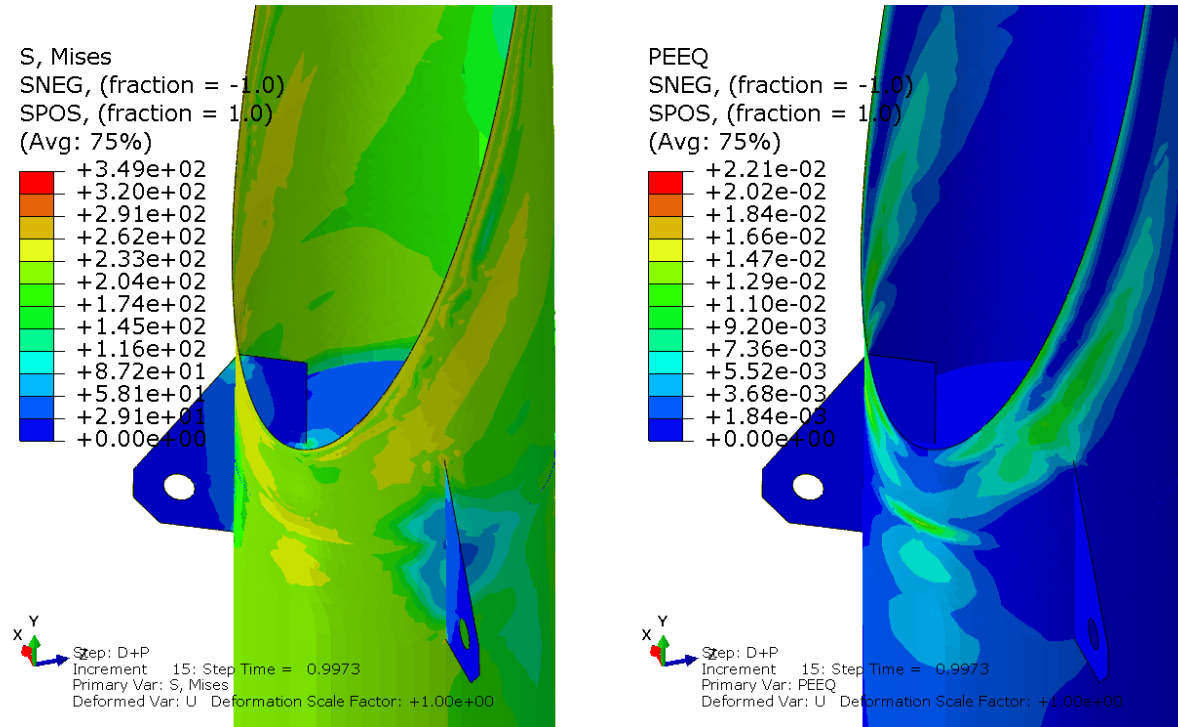 S, Mises
SNEG, (fraction = -1.0)
SPOS, (fraction = 1.0)
(Avg: 75%)
+3.49e+02
+3.20e+02
+2.91e+02
+2.62e+02
+2.33e+02
+2.04e+02
+1.74e+02
+1.45e+02
+1.16e+02
+8.72e+01
+5.81e+01
+2.91e+01
+0.00e+00
Y
X
Z
Step: D+P
Increment 15: Step Time = 0.9973
Primary Var: S, Mises
Deformed Var: U Deformation Scale Factor: +1.00e+00
PEEQ
SNEG, (fraction = -1.0)
SPOS, (fraction = 1.0)
(Avg: 75%)
+2.21e-02
+2.02e-02
+1.84e-02
+1.66e-02
+1.47e-02
+1.29e-02
+1.10e-02
+9.20e-03
+7.36e-03
+5.52e-03
+3.68e-03
+1.84e-03
+0.00e+00
Y
X
Z
Step: D+P
Increment 15: Step Time = 0.9973
Primary Var: PEEQ
Deformed Var: U Deformation Scale Factor: +1.00e+00